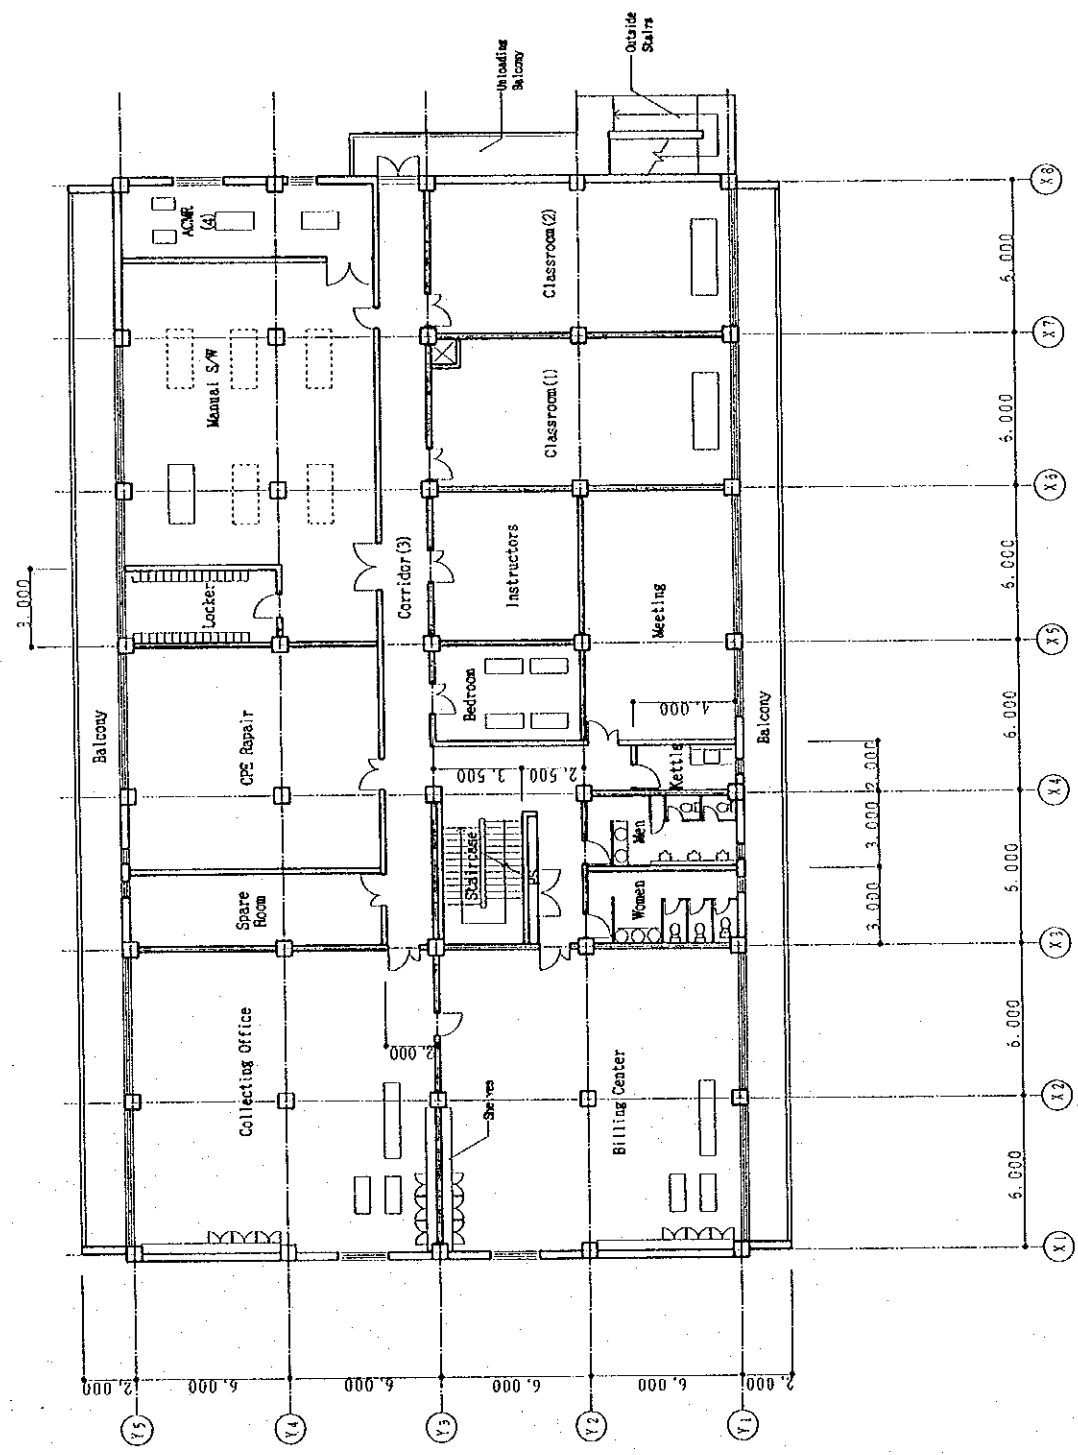 3.000
Balcony
Collecting Office
Spare
Room
CPE Rapair
Locker
Manual S/W
ACMR
(4)
2.000
Corridor(3)
Shelves
Staircase
3.500
2.500
Bedroom
Instructors
Classroom(1)
Classroom(2)
Unloading
Balcony
Outside
Stairs
Billing Center
Women
Men
Kettle
Meeting
4.000
Balcony
3.000
3.000
2.000
6.000
6.000
6.000
6.000
6.000
6.000
6.000
X1
X2
X3
X4
X5
X6
X7
X8
2.000
6.000
6.000
6.000
6.000
2.000
Y5
Y4
Y3
Y2
Y1